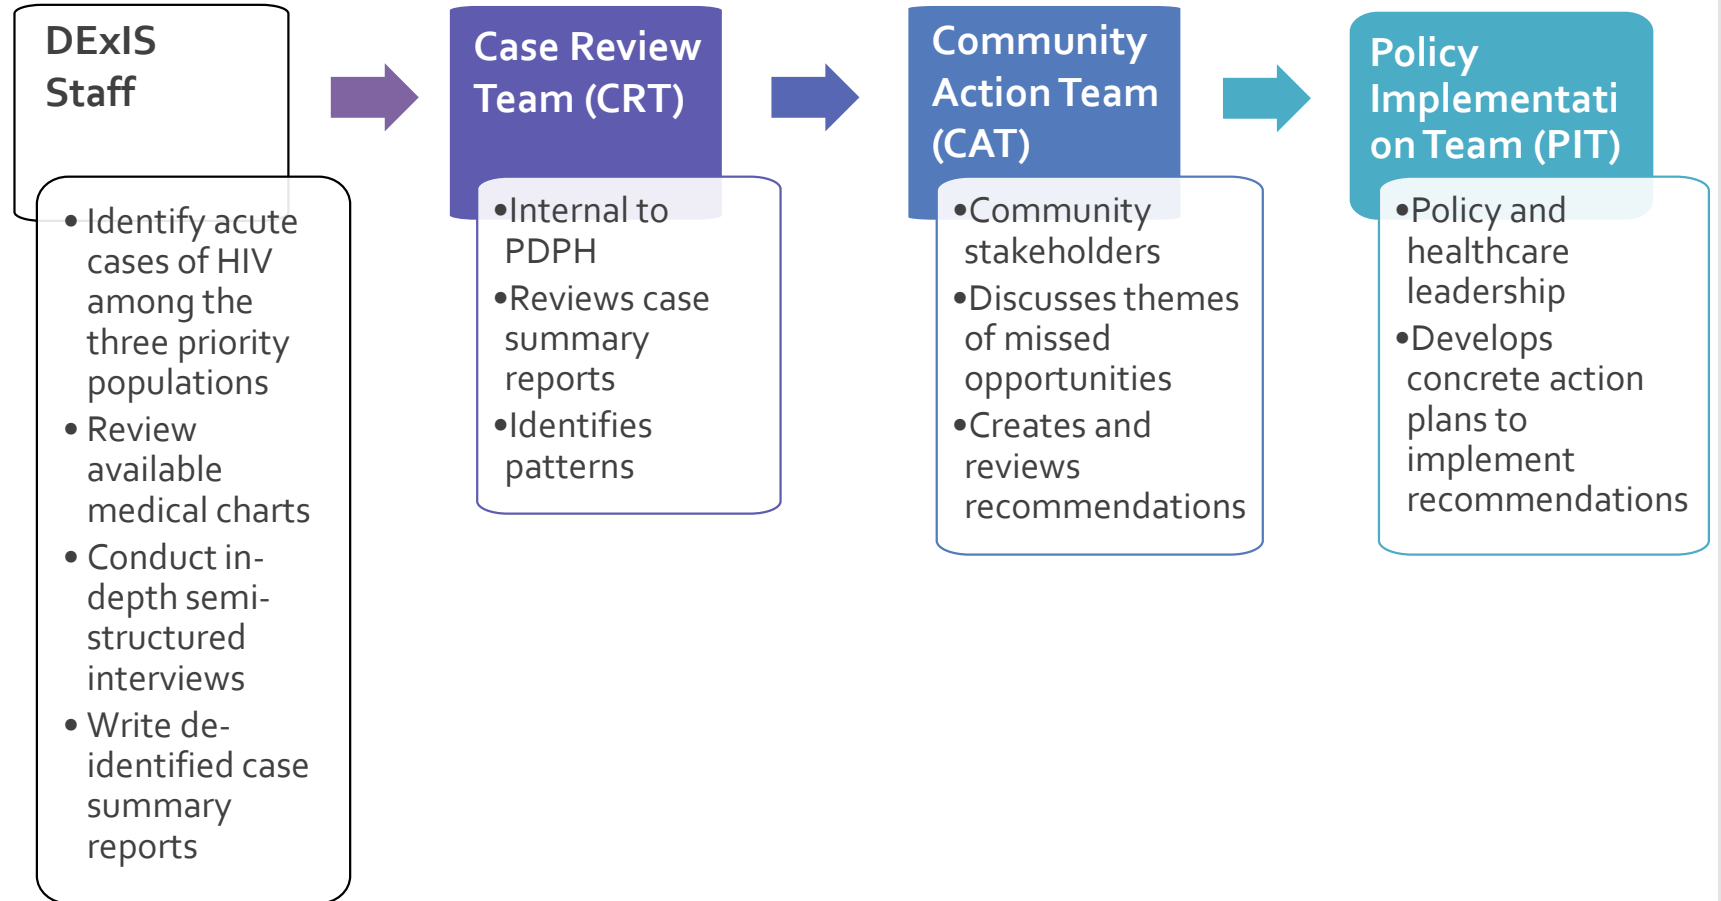 DExIS
Staff
• Identify acute
cases of HIV
among the
three priority
populations
• Review
available
medical charts
• Conduct in-
depth semi-
structured
interviews
• Write de-
identified case
summary
reports
Case Review
Team (CRT)
•Internal to
PDPH
•Reviews case
summary
reports
•Identifies
patterns
Community
Action Team
(CAT)
•Community
stakeholders
•Discusses themes
of missed
opportunities
•Creates and
reviews
recommendations
Policy
Implementati
on Team (PIT)
•Policy and
healthcare
leadership
•Develops
concrete action
plans to
implement
recommendations